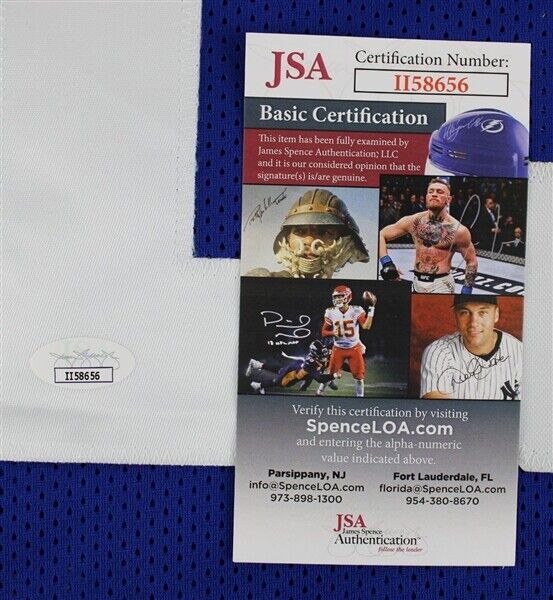 JSA
Certification Number:
II58656
Basic Certification
This item has been fully examined by
James Spence Authentication, LLC
and it is our considered opinion that the
signature(s) is/are genuine.
UFC
15
Verify this certification by visiting
SpenceLOA.com
and entering the alpha-numeric
value indicated above.
Parsippany, NJ
info@SpenceLOA.com
973-898-1300
Fort Lauderdale, FL
florida@SpenceLOA.com
954-380-8670
JSA
James Spence
Authentication™
follow the leader
II58656